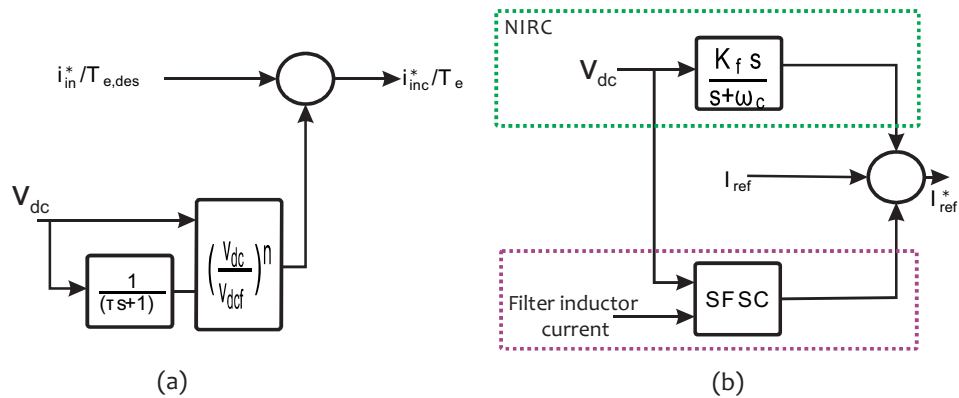 i*in/Te,des
i*inc/Te
Vdc
1/(τs+1)
(Vdc/Vdcf)n
(a)
NIRC
Vdc
Kf s
s+ωc
Iref
I*ref
Filter inductor
current
SFSC
(b)